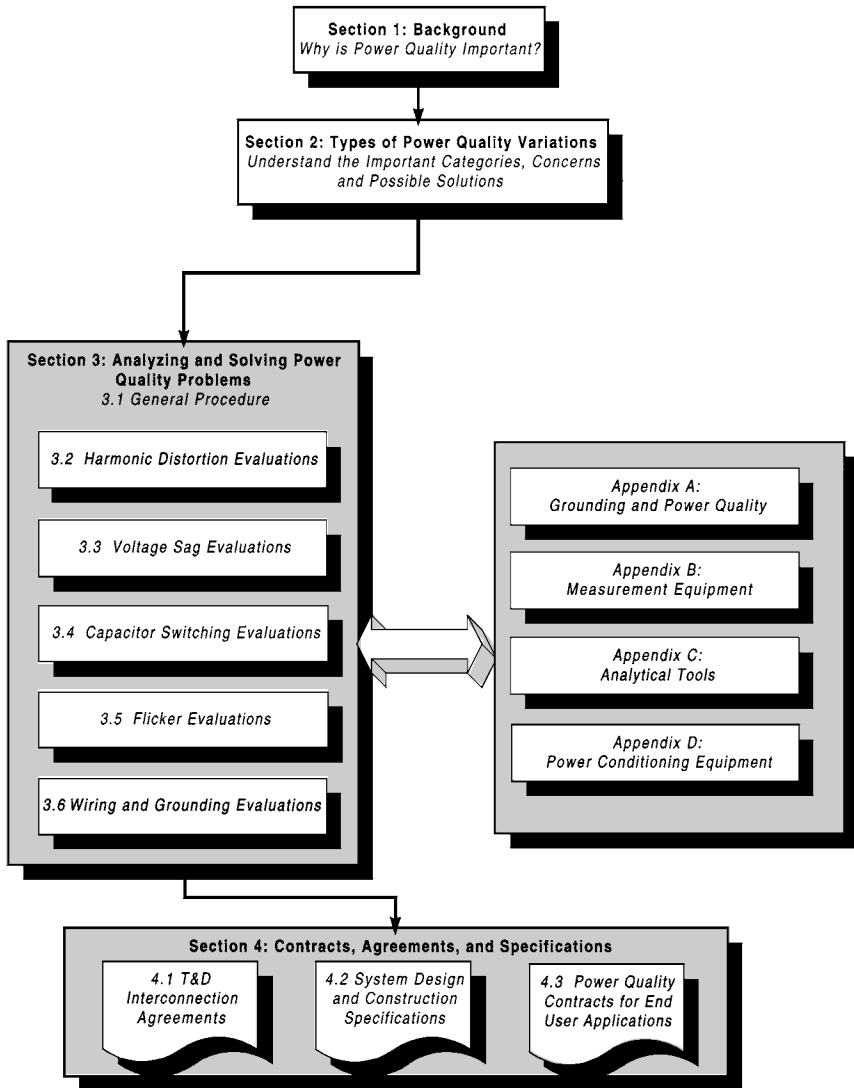 Section 1: Background
Why is Power Quality Important?
Section 2: Types of Power Quality Variations
Understand the Important Categories, Concerns
and Possible Solutions
Section 3: Analyzing and Solving Power
Quality Problems
3.1 General Procedure
3.2 Harmonic Distortion Evaluations
3.3 Voltage Sag Evaluations
3.4 Capacitor Switching Evaluations
3.5 Flicker Evaluations
3.6 Wiring and Grounding Evaluations
Appendix A:
Grounding and Power Quality
Appendix B:
Measurement Equipment
Appendix C:
Analytical Tools
Appendix D:
Power Conditioning Equipment
Section 4: Contracts, Agreements, and Specifications
4.1 T&D
Interconnection
Agreements
4.2 System Design
and Construction
Specifications
4.3 Power Quality
Contracts for End
User Applications